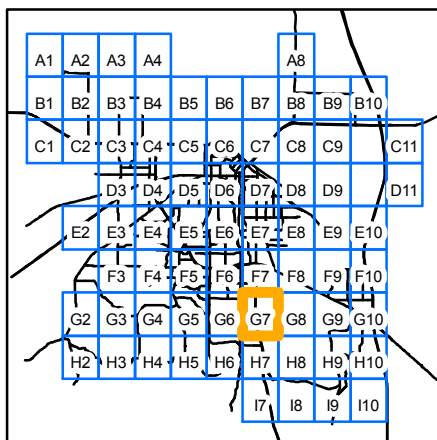 A1 A2 A3 A4 A8
B1 B2 B3 B4 B5 B6 B7 B8 B9 B10
C1 C2 C3 C4 C5 C6 C7 C8 C9 C11
D3 D4 D5 D6 D7 D8 D9 D11
E2 E3 E4 E5 E6 E7 E8 E9 E10
F3 F4 F5 F6 F7 F8 F9 F10
G2 G3 G4 G5 G6 G7 G8 G9 G10
H2 H3 H4 H5 H6 H7 H8 H9 H10
I7 I8 I9 I10